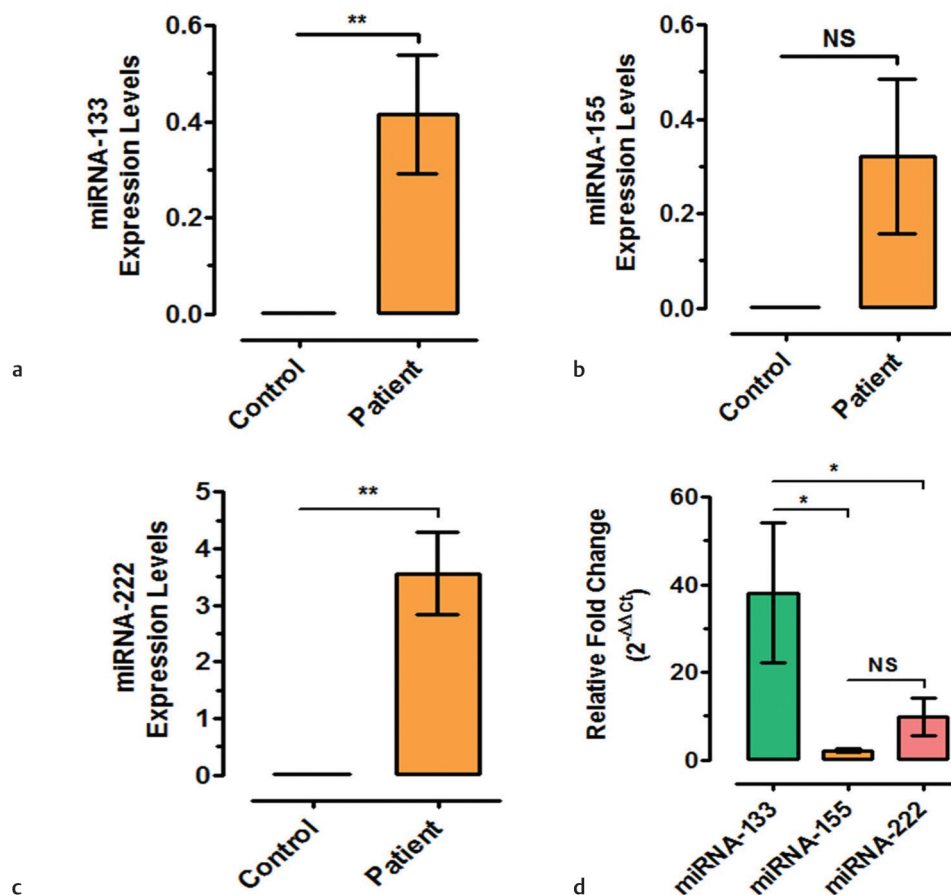 miRNA-133
Expression Levels
0.6
0.4
0.2
0.0
**
Control
Patient
a
miRNA-155
Expression Levels
0.6
0.4
0.2
0.0
NS
Control
Patient
b
miRNA-222
Expression Levels
5
4
3
2
1
0
**
Control
Patient
c
Relative Fold Change
(2^-ΔΔCt)
60
40
20
0
*
*
NS
miRNA-133
miRNA-155
miRNA-222
d